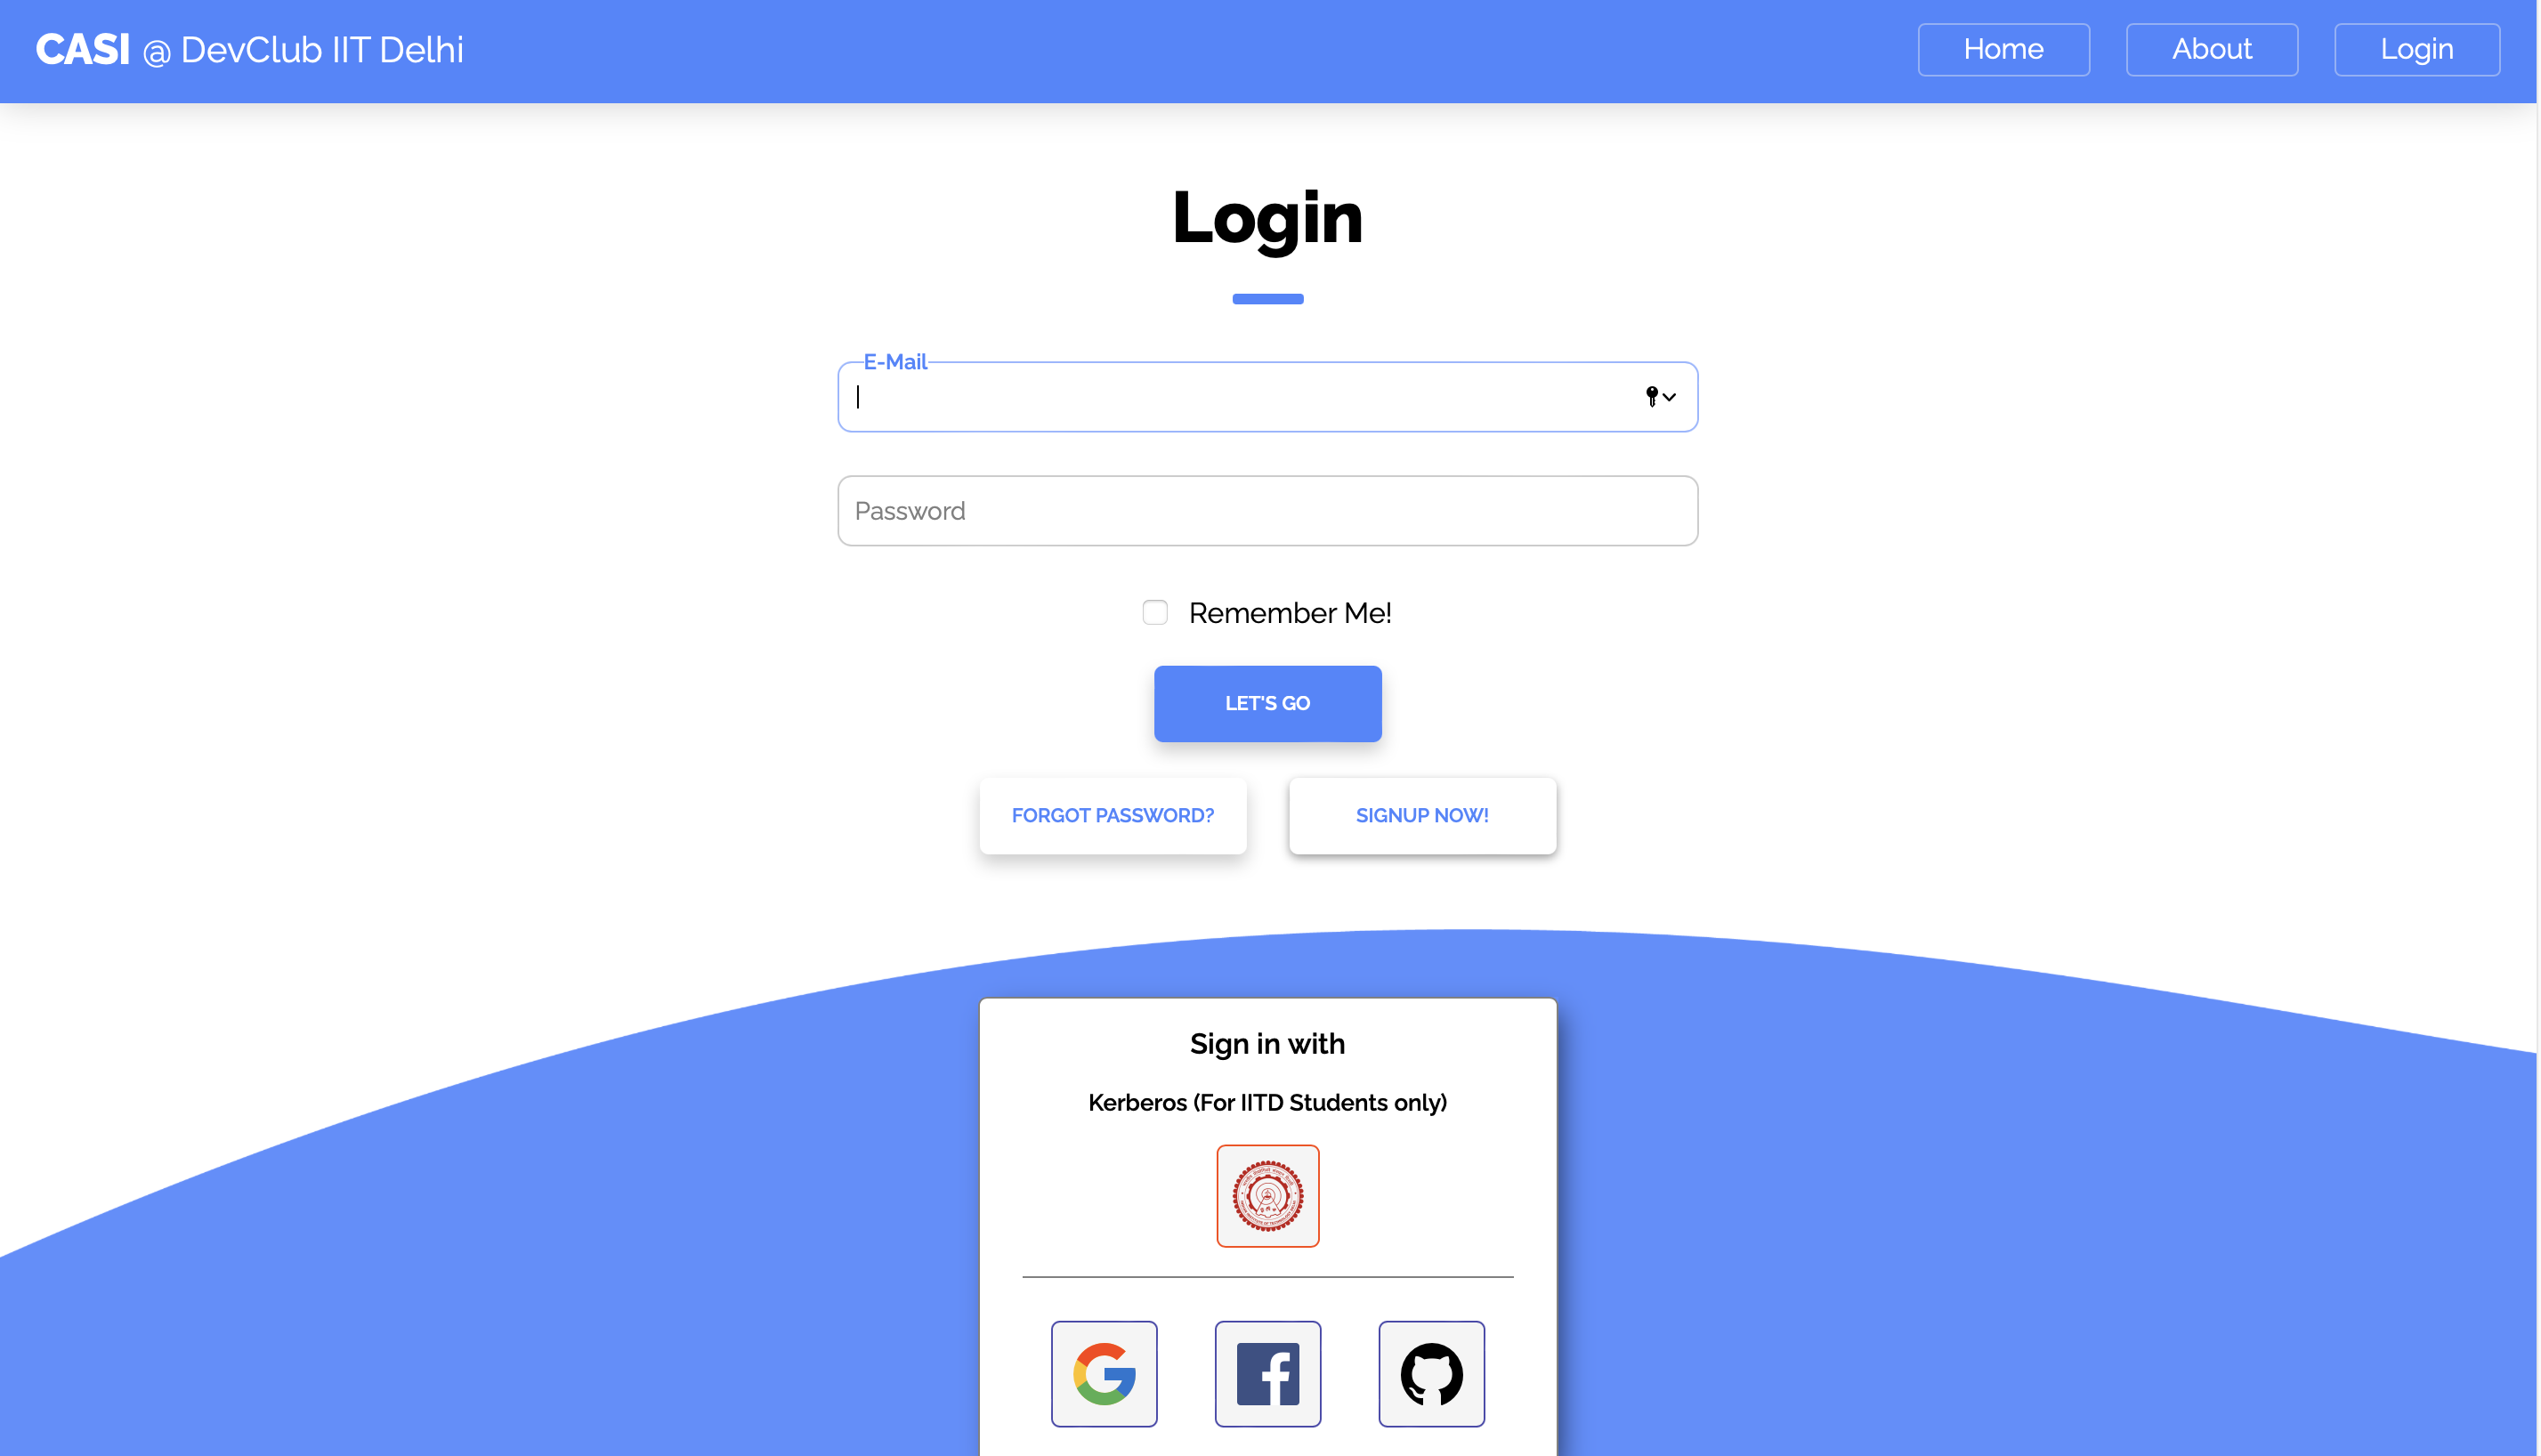 CASI @ DevClub IIT Delhi
Home
About
Login
Login
E-Mail
Password
Remember Me!
LET'S GO
FORGOT PASSWORD?
SIGNUP NOW!
Sign in with
Kerberos (For IITD Students only)